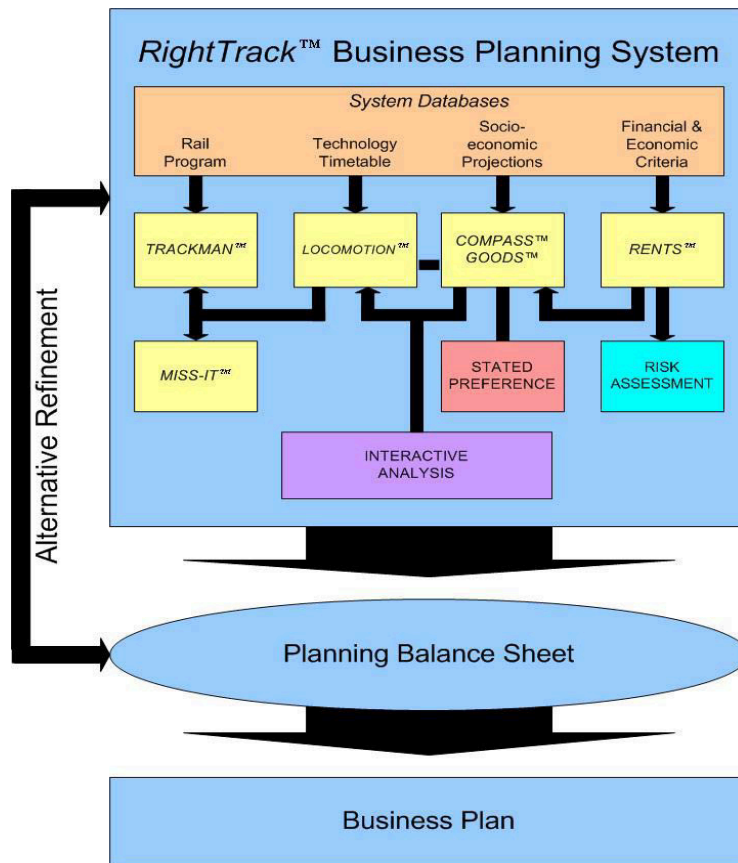 RightTrack™ Business Planning System
System Databases
Rail
Program
Technology
Timetable
Socio-
economic
Projections
Financial &
Economic
Criteria
TRACKMAN™
LOCOMOTION™
COMPASS™
GOODS™
RENTS™
MISS-IT™
STATED
PREFERENCE
RISK
ASSESSMENT
INTERACTIVE
ANALYSIS
Alternative Refinement
Planning Balance Sheet
Business Plan